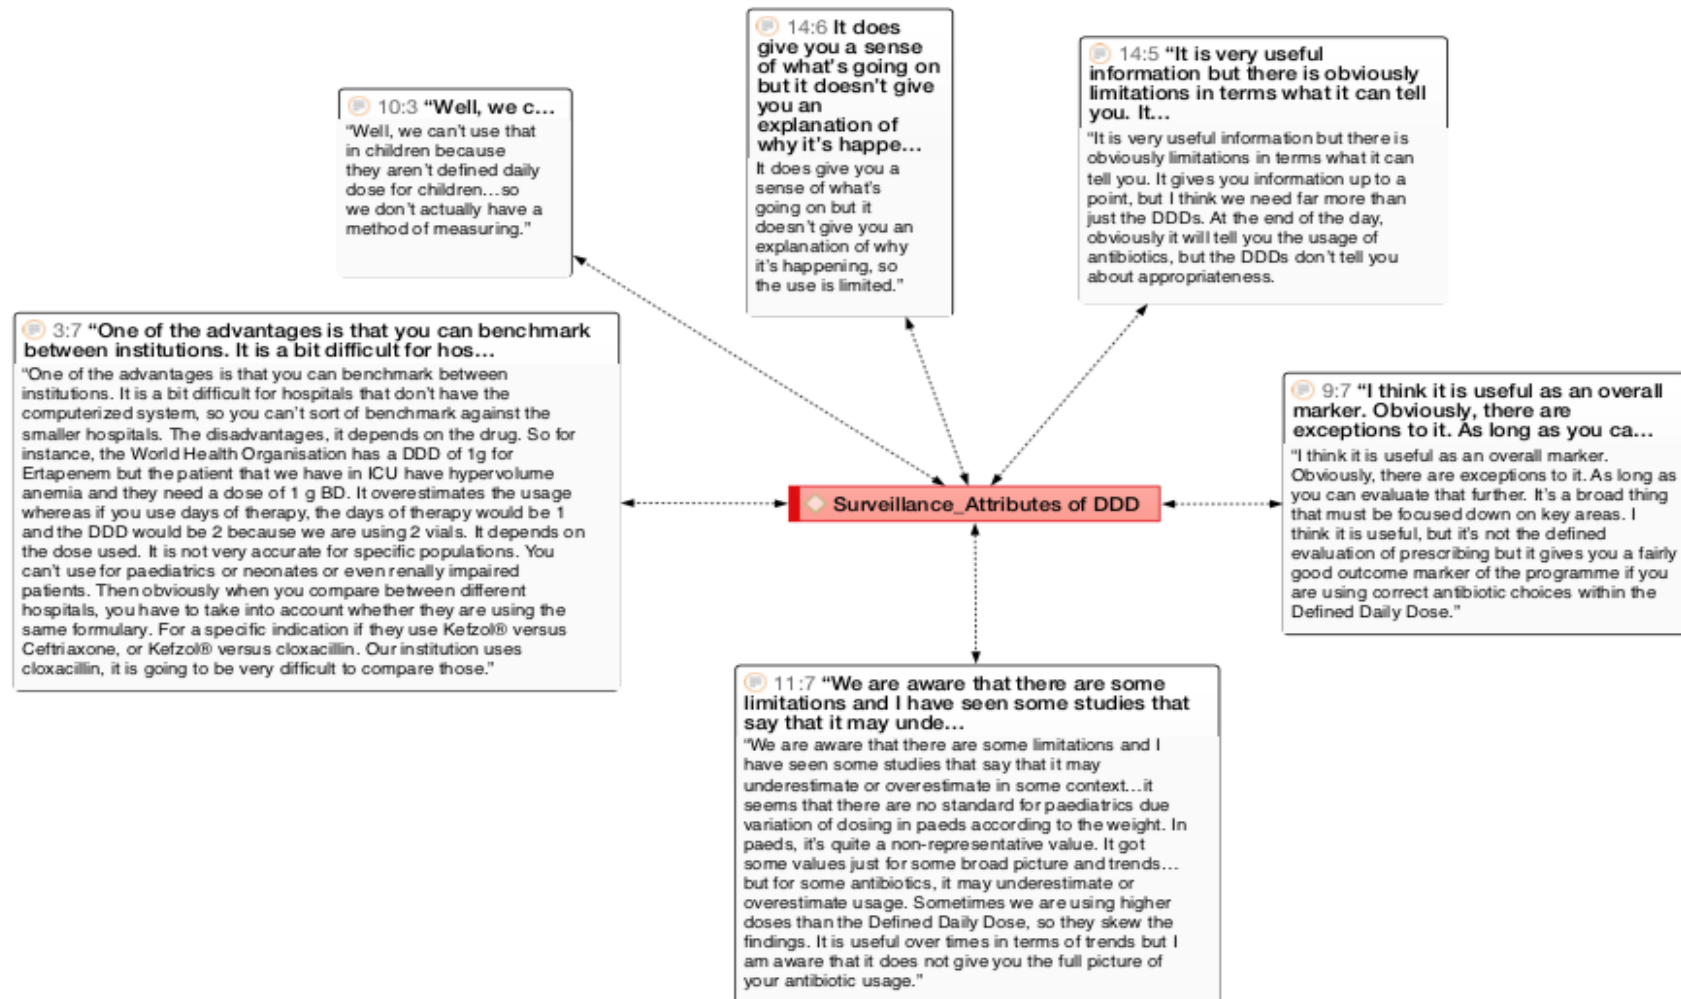 10:3 “Well, we c...
“Well, we can’t use that
in children because
they aren’t defined daily
dose for children...so
we don’t actually have a
method of measuring.”
14:6 It does
give you a sense
of what’s going on
but it doesn’t give
you an
explanation of
why it’s happe...
It does give you a
sense of what’s
going on but it
doesn’t give you an
explanation of why
it’s happening, so
the use is limited.”
14:5 “It is very useful
information but there is obviously
limitations in terms what it can tell
you. It...
“It is very useful information but there is
obviously limitations in terms what it can
tell you. It gives you information up to a
point, but I think we need far more than
just the DDDs. At the end of the day,
obviously it will tell you the usage of
antibiotics, but the DDDs don’t tell you
about appropriateness.
3:7 “One of the advantages is that you can benchmark
between institutions. It is a bit difficult for hos...
“One of the advantages is that you can benchmark between
institutions. It is a bit difficult for hospitals that don’t have the
computerized system, so you can’t sort of benchmark against the
smaller hospitals. The disadvantages, it depends on the drug. So for
instance, the World Health Organisation has a DDD of 1g for
Ertapenem but the patient that we have in ICU have hypervolume
anemia and they need a dose of 1 g BD. It overestimates the usage
whereas if you use days of therapy, the days of therapy would be 1
and the DDD would be 2 because we are using 2 vials. It depends on
the dose used. It is not very accurate for specific populations. You
can’t use for paediatrics or neonates or even renally impaired
patients. Then obviously when you compare between different
hospitals, you have to take into account whether they are using the
same formulary. For a specific indication if they use Kefzol® versus
Ceftriaxone, or Kefzol® versus cloxacillin. Our institution uses
cloxacillin, it is going to be very difficult to compare those.”
Surveillance_Attributes of DDD
9:7 “I think it is useful as an overall
marker. Obviously, there are
exceptions to it. As long as you ca...
“I think it is useful as an overall marker.
Obviously, there are exceptions to it. As long as
you can evaluate that further. It’s a broad thing
that must be focused down on key areas. I
think it is useful, but it’s not the defined
evaluation of prescribing but it gives you a fairly
good outcome marker of the programme if you
are using correct antibiotic choices within the
Defined Daily Dose.”
11:7 “We are aware that there are some
limitations and I have seen some studies that
say that it may unde...
“We are aware that there are some limitations and I
have seen some studies that say that it may
underestimate or overestimate in some context...it
seems that there are no standard for paediatrics due
variation of dosing in paeds according to the weight. In
paeds, it’s quite a non-representative value. It got
some values just for some broad picture and trends...
but for some antibiotics, it may underestimate or
overestimate usage. Sometimes we are using higher
doses than the Defined Daily Dose, so they skew the
findings. It is useful over times in terms of trends but I
am aware that it does not give you the full picture of
your antibiotic usage.”